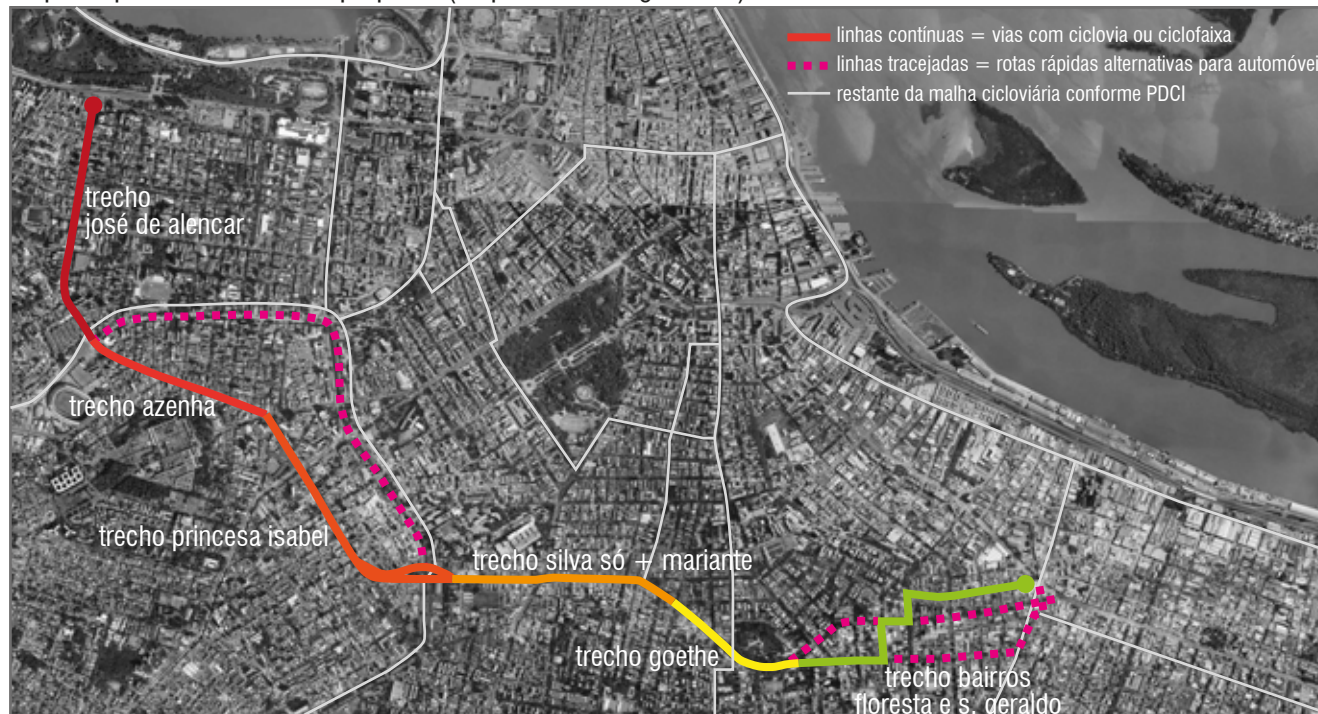 linhas contínuas = vias com ciclovia ou ciclofaixa
linhas tracejadas = rotas rápidas alternativas para automóvei
restante da malha cicloviária conforme PDCI
trecho
josé de alencar
trecho azenha
trecho princesa isabel
trecho silva só + mariante
trecho goethe
trecho bairros
floresta e s. geraldo